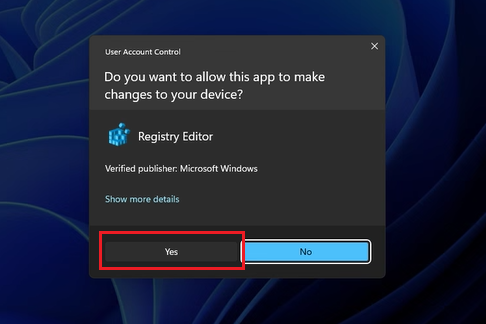 User Account Control
Do you want to allow this app to make
changes to your device?
Registry Editor
Verified publisher: Microsoft Windows
Show more details
Yes
No